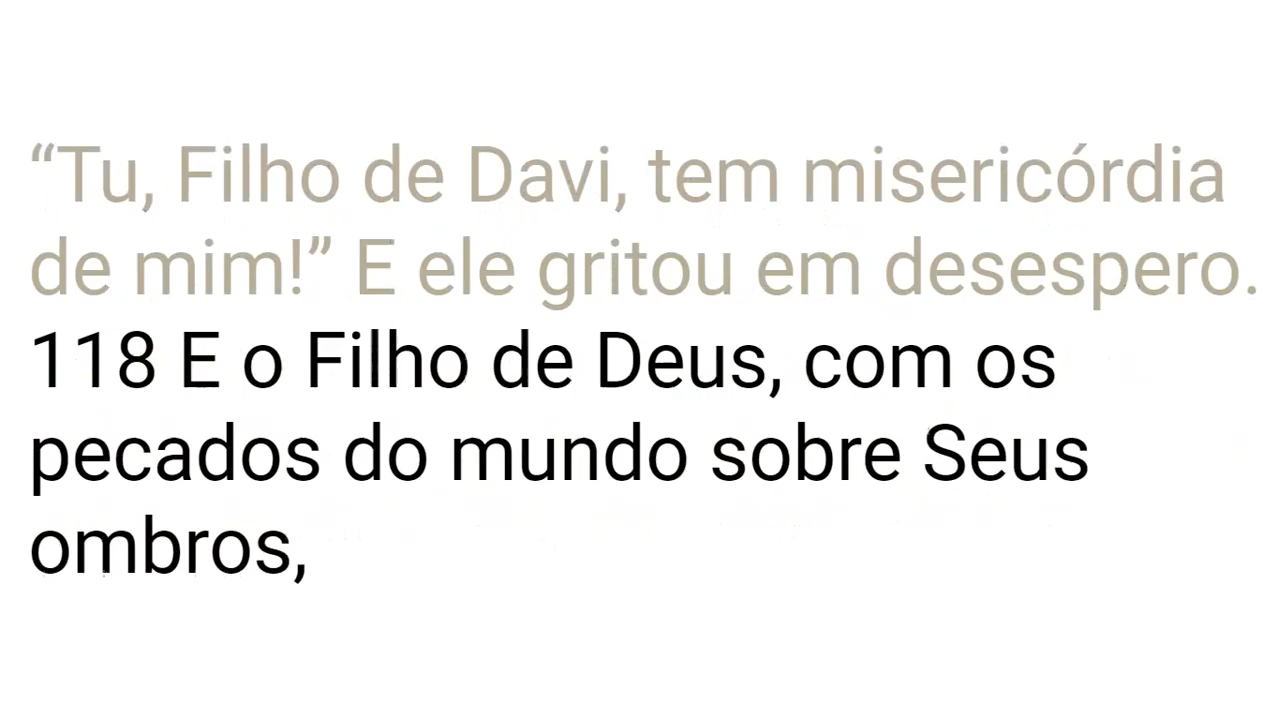 “Tu, Filho de Davi, tem misericórdia
de mim!” E ele gritou em desespero.
118 E o Filho de Deus, com os
pecados do mundo sobre Seus
ombros,